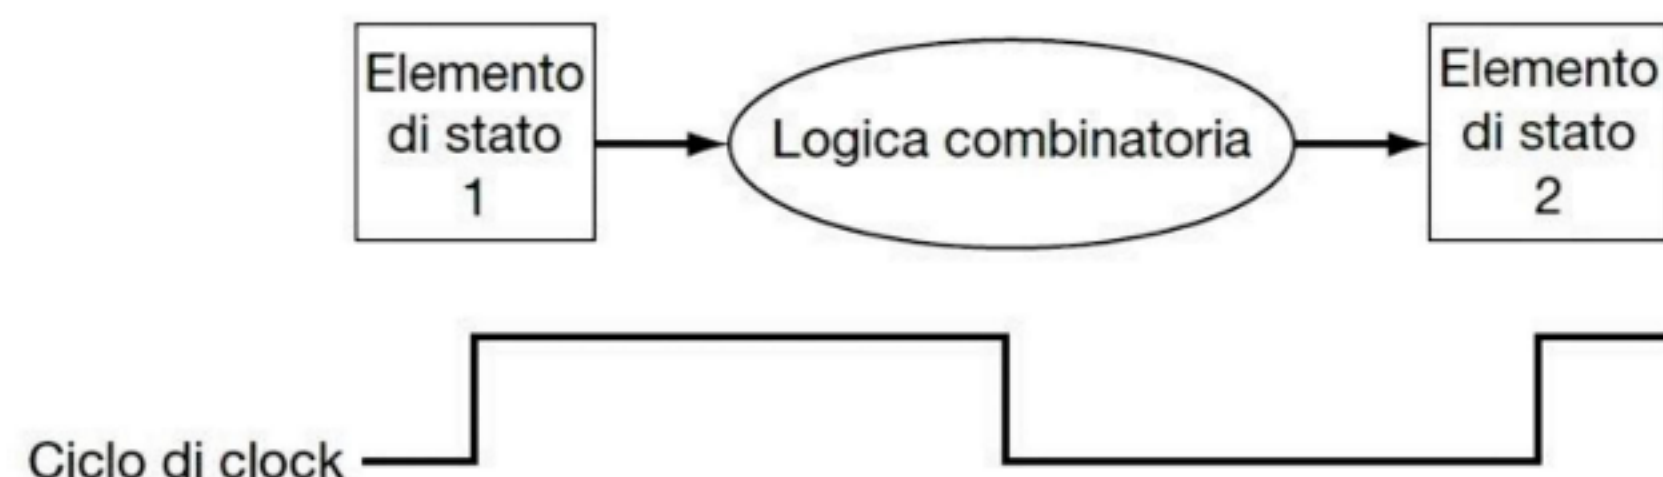 Elemento
di stato
1
Logica combinatoria
Elemento
di stato
2
Ciclo di clock